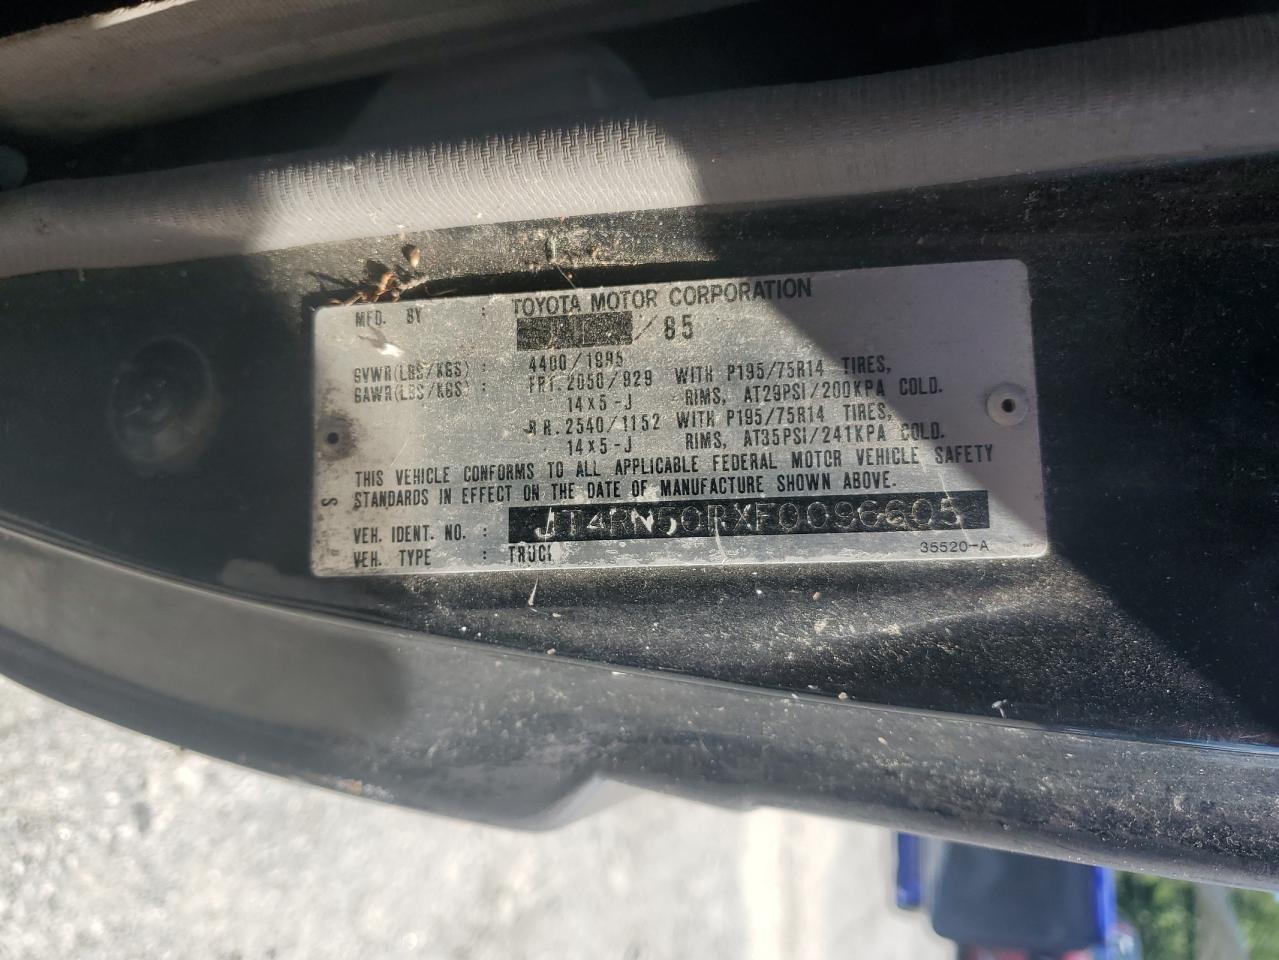 MFD. BY : TOYOTA MOTOR CORPORATION
/85
GVWR(LBS/KGS) : 4400/1995
GAWR(LBS/KGS) : FRT. 2050/929 WITH P195/75R14 TIRES,
14X5-J RIMS, AT29PSI/200KPA COLD.
RR. 2540/1152 WITH P195/75R14 TIRES,
14X5-J RIMS, AT35PSI/241KPA COLD.
THIS VEHICLE CONFORMS TO ALL APPLICABLE FEDERAL MOTOR VEHICLE SAFETY
S STANDARDS IN EFFECT ON THE DATE OF MANUFACTURE SHOWN ABOVE.
VEH. IDENT. NO. :
VEH. TYPE : TRUCK
35520-A